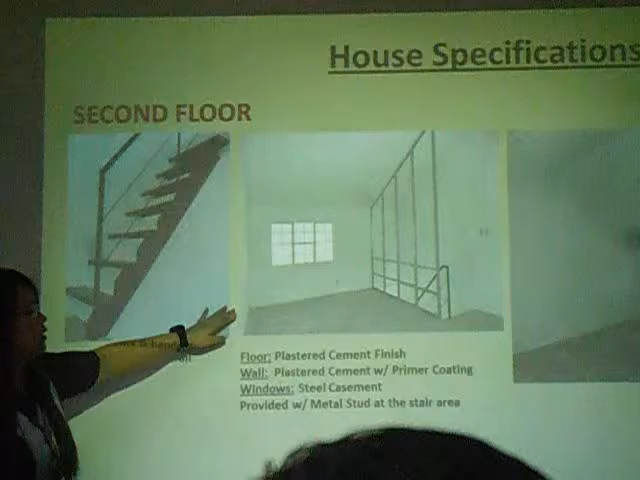 House Specifications
SECOND FLOOR
Floor: Plastered Cement Finish
Wall: Plastered Cement w/ Primer Coating
Windows: Steel Casement
Provided w/ Metal Stud at the stair area